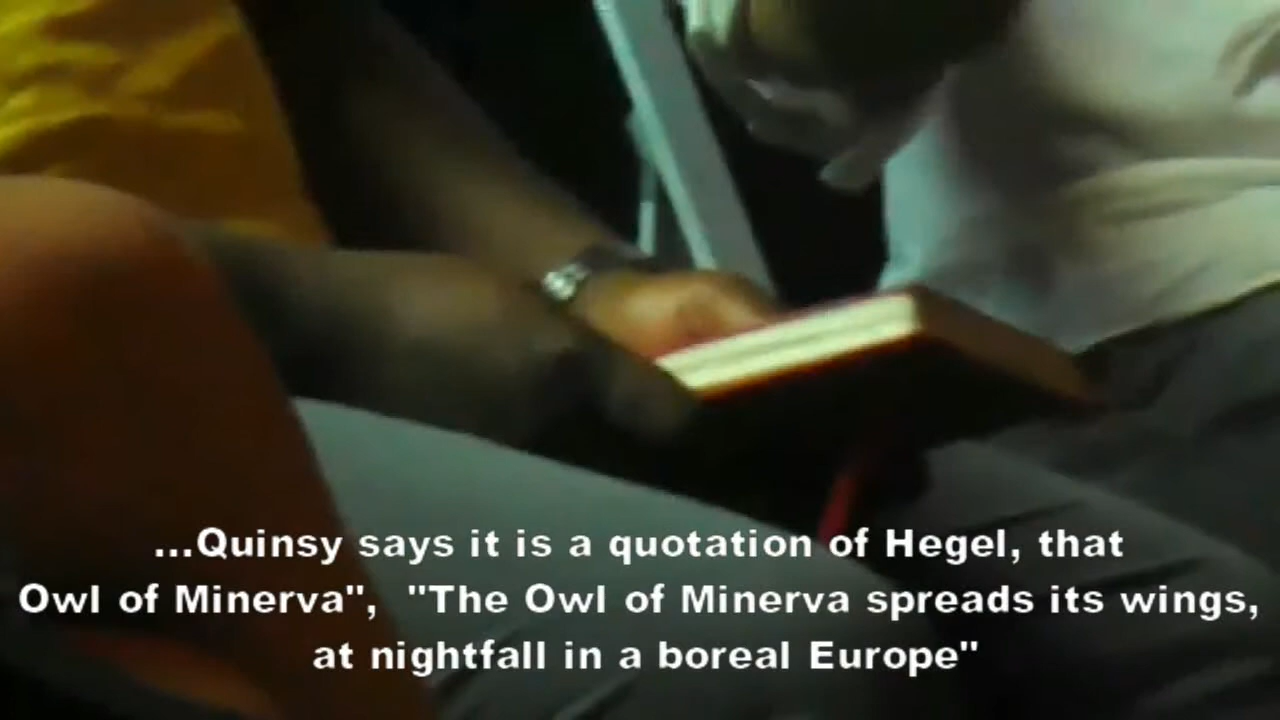 ...Quinsy says it is a quotation of Hegel, that
Owl of Minerva",  "The Owl of Minerva spreads its wings,
at nightfall in a boreal Europe"